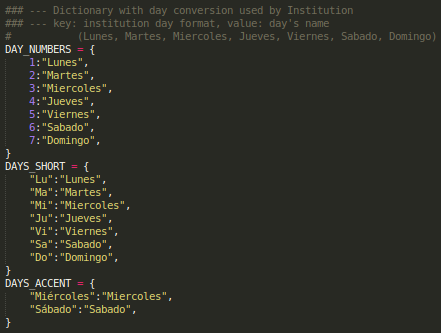 ### --- Dictionary with day conversion used by Institution
### --- key: institution day format, value: day's name
#           (Lunes, Martes, Miercoles, Jueves, Viernes, Sabado, Domingo)
DAY_NUMBERS = {
    1:"Lunes",
    2:"Martes",
    3:"Miercoles",
    4:"Jueves",
    5:"Viernes",
    6:"Sabado",
    7:"Domingo",
}
DAYS_SHORT = {
    "Lu":"Lunes",
    "Ma":"Martes",
    "Mi":"Miercoles",
    "Ju":"Jueves",
    "Vi":"Viernes",
    "Sa":"Sabado",
    "Do":"Domingo",
}
DAYS_ACCENT = {
    "Miércoles":"Miercoles",
    "Sábado":"Sabado",
}